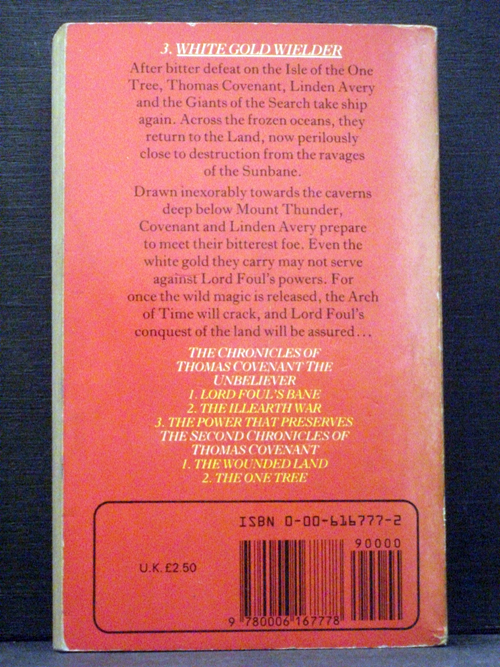 3. WHITE GOLD WIELDER
After bitter defeat on the Isle of the One
Tree, Thomas Covenant, Linden Avery
and the Giants of the Search take ship
again. Across the frozen oceans, they
return to the Land, now perilously
close to destruction from the ravages
of the Sunbane.
Drawn inexorably towards the caverns
deep below Mount Thunder,
Covenant and Linden Avery prepare
to meet their bitterest foe. Even the
white gold they carry may not serve
against Lord Foul's powers. For
once the wild magic is released, the Arch
of Time will crack, and Lord Foul's
conquest of the land will be assured...
THE CHRONICLES OF
THOMAS COVENANT THE
UNBELIEVER
1. LORD FOUL'S BANE
2. THE ILLEARTH WAR
3. THE POWER THAT PRESERVES
THE SECOND CHRONICLES OF
THOMAS COVENANT
1. THE WOUNDED LAND
2. THE ONE TREE
ISBN 0-00-616777-2
90000
U.K. £2 50
9 780006 167778